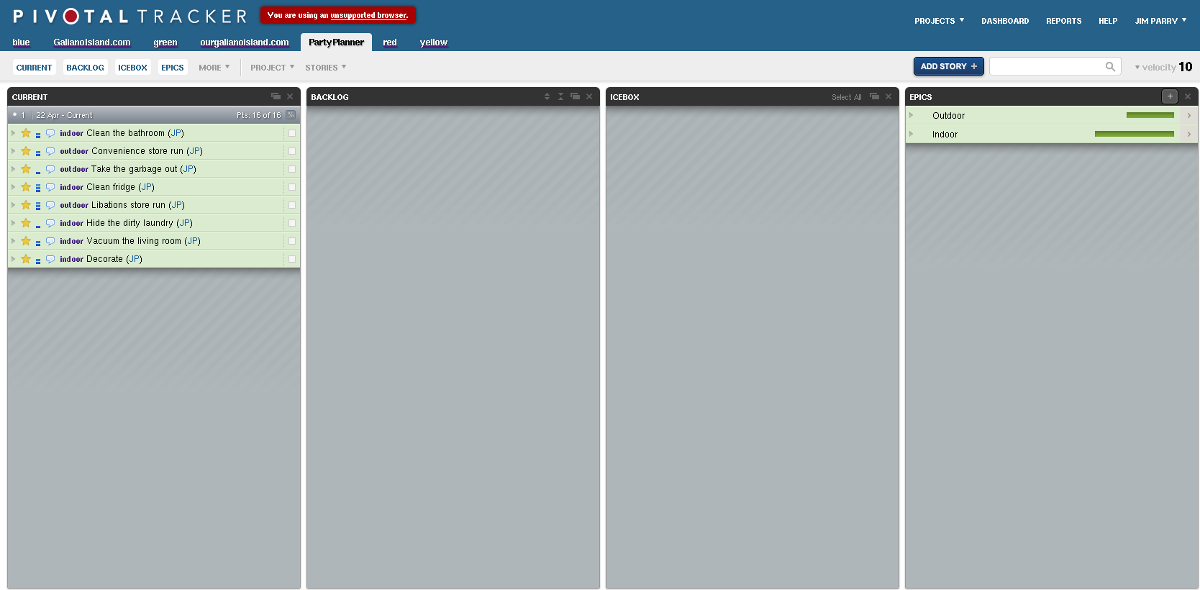 PIVOTAL TRACKER
You are using an unsupported browser.
PROJECTS DASHBOARD REPORTS HELP JIM PARRY
blue GalianoIsland.com green ourgalianoisland.com PartyPlanner red yellow
CURRENT BACKLOG ICEBOX EPICS MORE PROJECT STORIES ADD STORY + velocity 10
CURRENT
1 | 22 Apr - Current Pts: 16 of 16
indoor Clean the bathroom (JP)
outdoor Convenience store run (JP)
outdoor Take the garbage out (JP)
indoor Clean fridge (JP)
outdoor Libations store run (JP)
indoor Hide the dirty laundry (JP)
indoor Vacuum the living room (JP)
indoor Decorate (JP)
BACKLOG
ICEBOX Select All
EPICS
Outdoor
Indoor